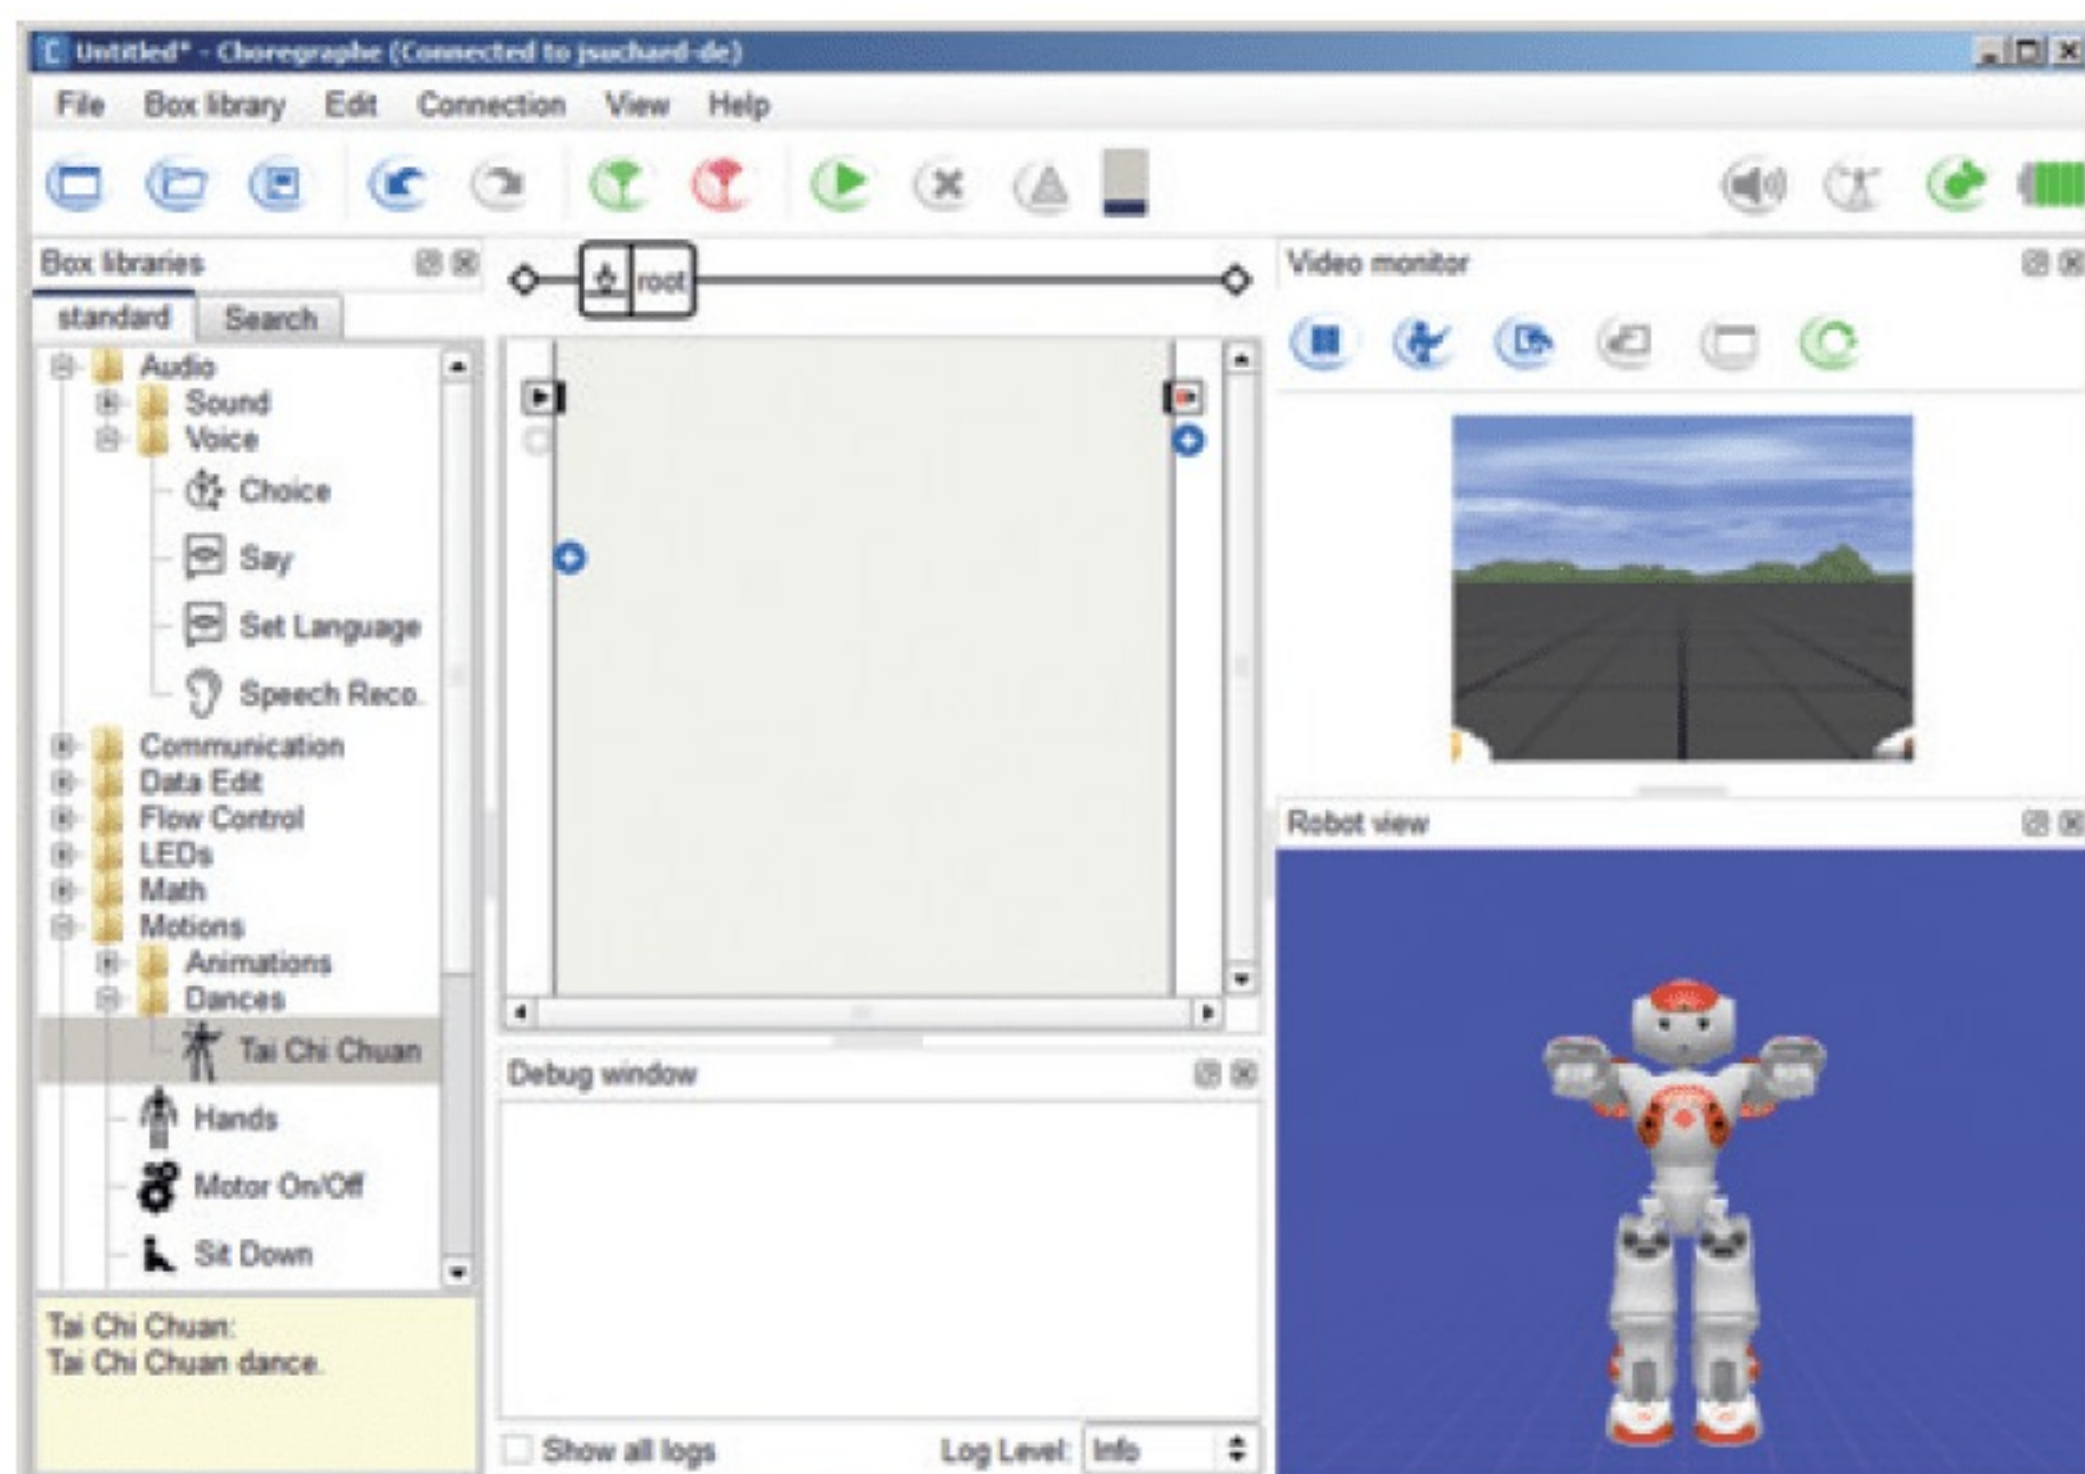 Untitled* - Choregraphe (Connected to jsuchard-de)
File Box library Edit Connection View Help
Box libraries
standard Search
Audio
Sound
Voice
Choice
Say
Set Language
Speech Reco.
Communication
Data Edit
Flow Control
LEDs
Math
Motions
Animations
Dances
Tai Chi Chuan
Hands
Motor On/Off
Sit Down
Tai Chi Chuan:
Tai Chi Chuan dance.
root
Debug window
Show all logs Log Level: Info
Video monitor
Robot view